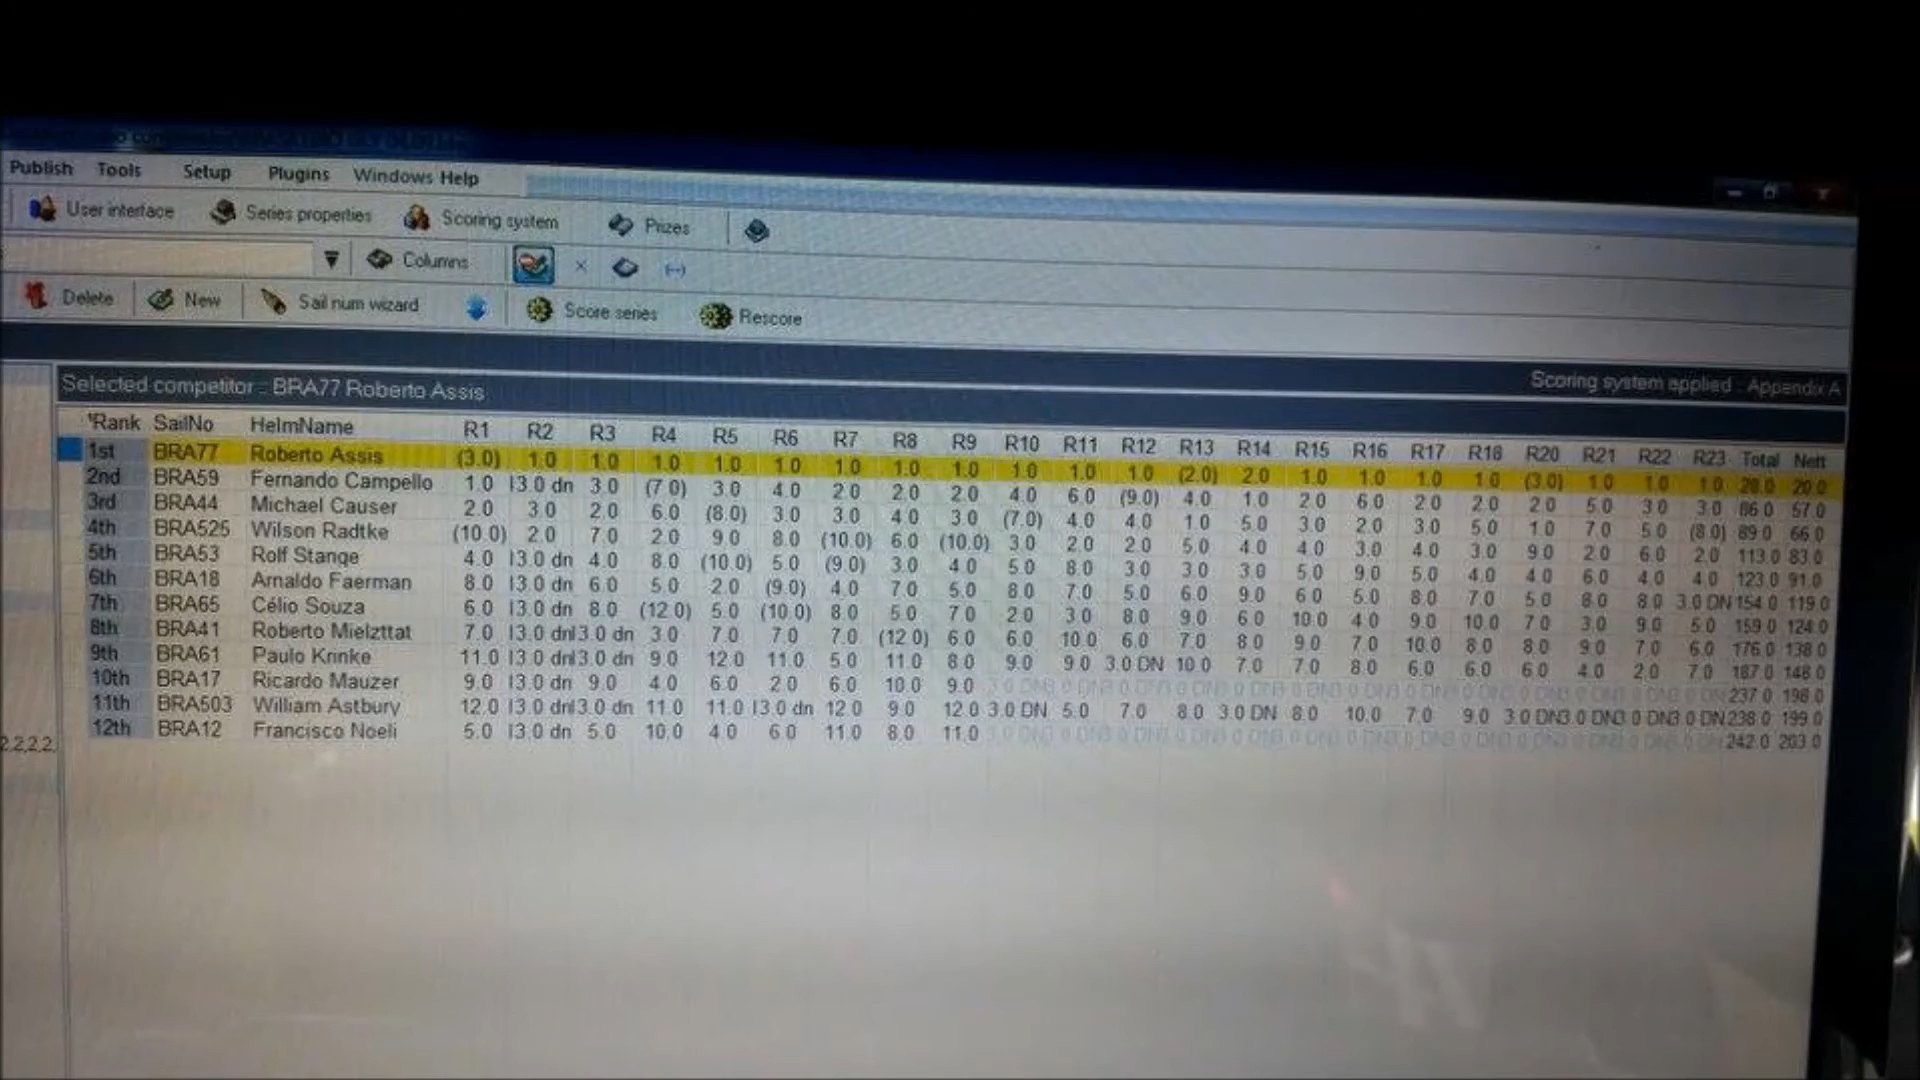 Publish Tools Setup Plugins Windows Help
User interface Series properties Scoring system Prizes
Columns
Delete New Sail num wizard Score series Rescore
Selected competitor : BRA77 Roberto Assis Scoring system applied : Appendix A
Rank SailNo HelmName R1 R2 R3 R4 R5 R6 R7 R8 R9 R10 R11 R12 R13 R14 R15 R16 R17 R18 R20 R21 R22 R23 Total Nett
1st BRA77 Roberto Assis (3.0) 1.0 1.0 1.0 1.0 1.0 1.0 1.0 1.0 1.0 1.0 1.0 (2.0) 2.0 1.0 1.0 1.0 1.0 (3.0) 1.0 1.0 1.0 28.0 20.0
2nd BRA59 Fernando Campello 1.0 13.0 dn 3.0 (7.0) 3.0 4.0 2.0 2.0 2.0 4.0 6.0 (9.0) 4.0 1.0 2.0 6.0 2.0 2.0 2.0 5.0 3.0 3.0 86.0 57.0
3rd BRA44 Michael Causer 2.0 3.0 2.0 6.0 (8.0) 3.0 3.0 4.0 3.0 (7.0) 4.0 4.0 1.0 5.0 3.0 2.0 3.0 5.0 1.0 7.0 5.0 (8.0) 89.0 66.0
4th BRA525 Wilson Radtke (10.0) 2.0 7.0 2.0 9.0 8.0 (10.0) 6.0 (10.0) 3.0 2.0 2.0 5.0 4.0 4.0 3.0 4.0 3.0 9.0 2.0 6.0 2.0 113.0 83.0
5th BRA53 Rolf Stange 4.0 13.0 dn 4.0 8.0 (10.0) 5.0 (9.0) 3.0 4.0 5.0 8.0 3.0 3.0 3.0 5.0 9.0 5.0 4.0 4.0 6.0 4.0 4.0 123.0 91.0
6th BRA18 Arnaldo Faerman 8.0 13.0 dn 6.0 5.0 2.0 (9.0) 4.0 7.0 5.0 8.0 7.0 5.0 6.0 9.0 6.0 5.0 8.0 7.0 5.0 8.0 8.0 3.0 DN 154.0 119.0
7th BRA65 Célio Souza 6.0 13.0 dn 8.0 (12.0) 5.0 (10.0) 8.0 5.0 7.0 2.0 3.0 8.0 9.0 6.0 10.0 4.0 9.0 10.0 7.0 3.0 9.0 5.0 159.0 124.0
8th BRA41 Roberto Mielzttat 7.0 13.0 dn 13.0 dn 3.0 7.0 7.0 7.0 (12.0) 6.0 6.0 10.0 6.0 7.0 8.0 9.0 7.0 10.0 8.0 8.0 9.0 7.0 6.0 176.0 138.0
9th BRA61 Paulo Krinke 11.0 13.0 dn 13.0 dn 9.0 12.0 11.0 5.0 11.0 8.0 9.0 9.0 3.0 DN 10.0 7.0 7.0 8.0 6.0 6.0 6.0 4.0 2.0 7.0 187.0 148.0
10th BRA17 Ricardo Mauzer 9.0 13.0 dn 9.0 4.0 6.0 2.0 6.0 10.0 9.0 237.0 198.0
11th BRA503 William Astbury 12.0 13.0 dn 13.0 dn 11.0 11.0 13.0 dn 12.0 9.0 12.0 3.0 DN 5.0 7.0 8.0 3.0 DN 8.0 10.0 7.0 9.0 3.0 DN 3.0 DN 3.0 DN 3.0 DN 238.0 199.0
12th BRA12 Francisco Noeli 5.0 13.0 dn 5.0 10.0 4.0 6.0 11.0 8.0 11.0 242.0 203.0
2,2,2,2,